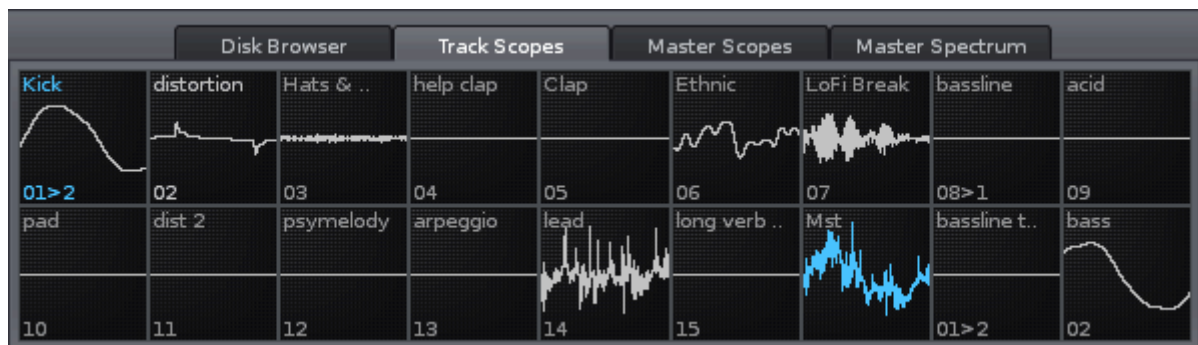 Disk Browser Track Scopes Master Scopes Master Spectrum
Kick distortion Hats & .. help clap Clap Ethnic LoFi Break bassline acid
01>2 02 03 04 05 06 07 08>1 09
pad dist 2 psymelody arpeggio lead long verb .. Mst bassline t.. bass
10 11 12 13 14 15 01>2 02